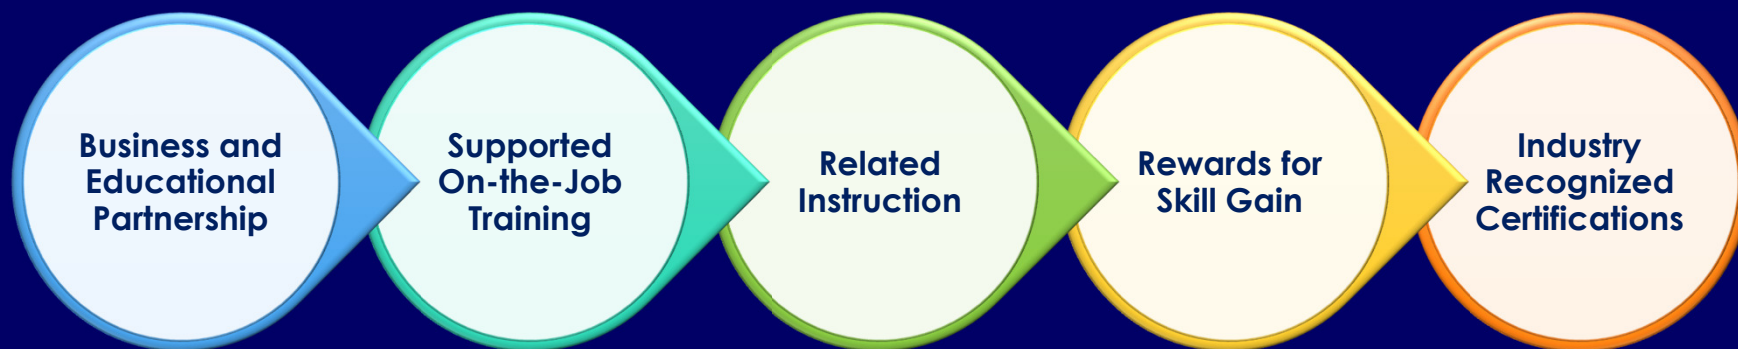 Business and
Educational
Partnership
Supported
On-the-Job
Training
Related
Instruction
Rewards for
Skill Gain
Industry
Recognized
Certifications